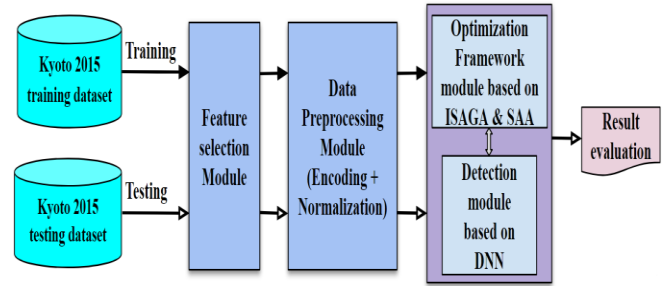 Kyoto 2015
training dataset
Training
Kyoto 2015
testing dataset
Testing
Feature
selection
Module
Data
Preprocessing
Module
(Encoding +
Normalization)
Optimization
Framework
module based on
ISAGA & SAA
Detection
module
based on
DNN
Result
evaluation